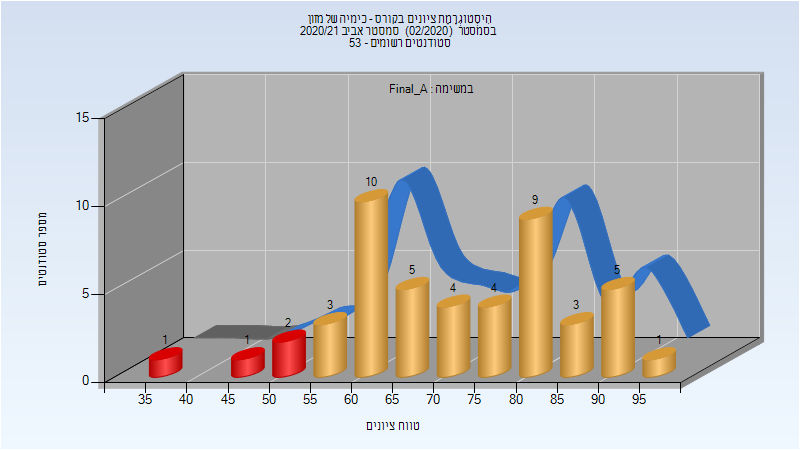 היסטוגרמת ציונים בקורס - כימיה של מזון
בסמסטר (02/2020) סמסטר אביב 2020/21
סטודנטים רשומים - 53
במשימה : Final_A
מספר סטודנטים
15
10
5
0
1
1
2
3
10
5
4
4
9
3
5
1
35 40 45 50 55 60 65 70 75 80 85 90 95
טווח ציונים